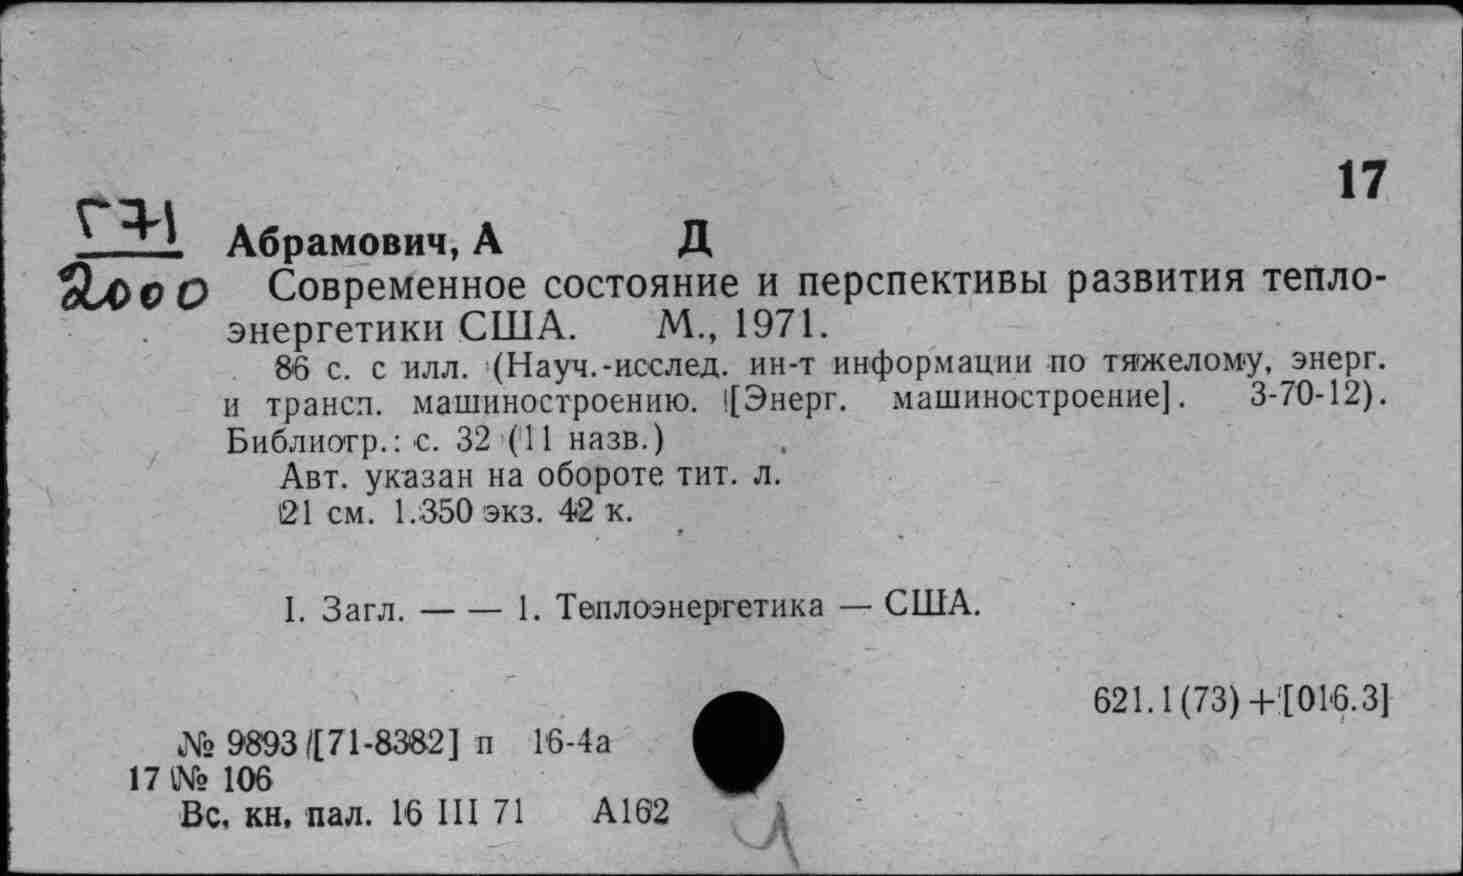 17
Г 71
2000
Абрамович, А Д
Современное состояние и перспективы развития тепло-
энергетики США. М., 1971.
86 с. с илл. (Науч.-исслед. ин-т информации по тяжелому, энерг.
и трансп. машиностроению. [Энерг. машиностроение]. 3-70-12).
Библиогр.: с. 32 (11 назв.)
Авт. указан на обороте тит. л.
21 см. 1.350 экз. 42 к.
I. Загл. — — 1. Теплоэнергетика — США.
621.1(73)+[016.3]
№ 9893 [71-8382] п 16-4а
17 № 106
Вс. кн. пал. 16 III 71 А162